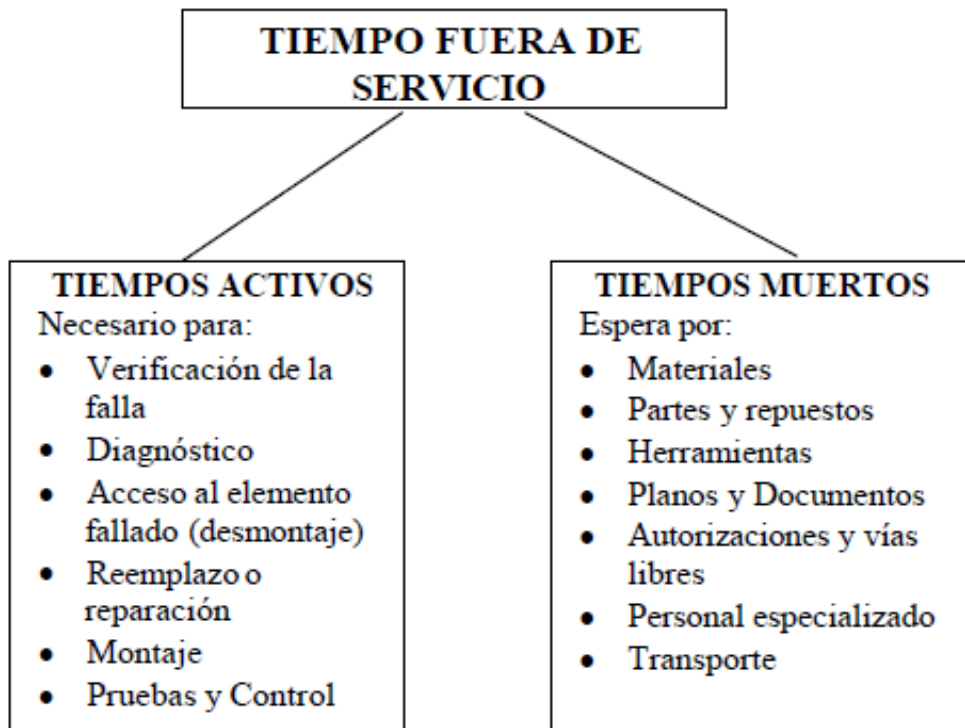 TIEMPO FUERA DE
SERVICIO
TIEMPOS ACTIVOS
Necesario para:
• Verificación de la
falla
• Diagnóstico
• Acceso al elemento
fallado (desmontaje)
• Reemplazo o
reparación
• Montaje
• Pruebas y Control
TIEMPOS MUERTOS
Espera por:
• Materiales
• Partes y repuestos
• Herramientas
• Planos y Documentos
• Autorizaciones y vías
libres
• Personal especializado
• Transporte